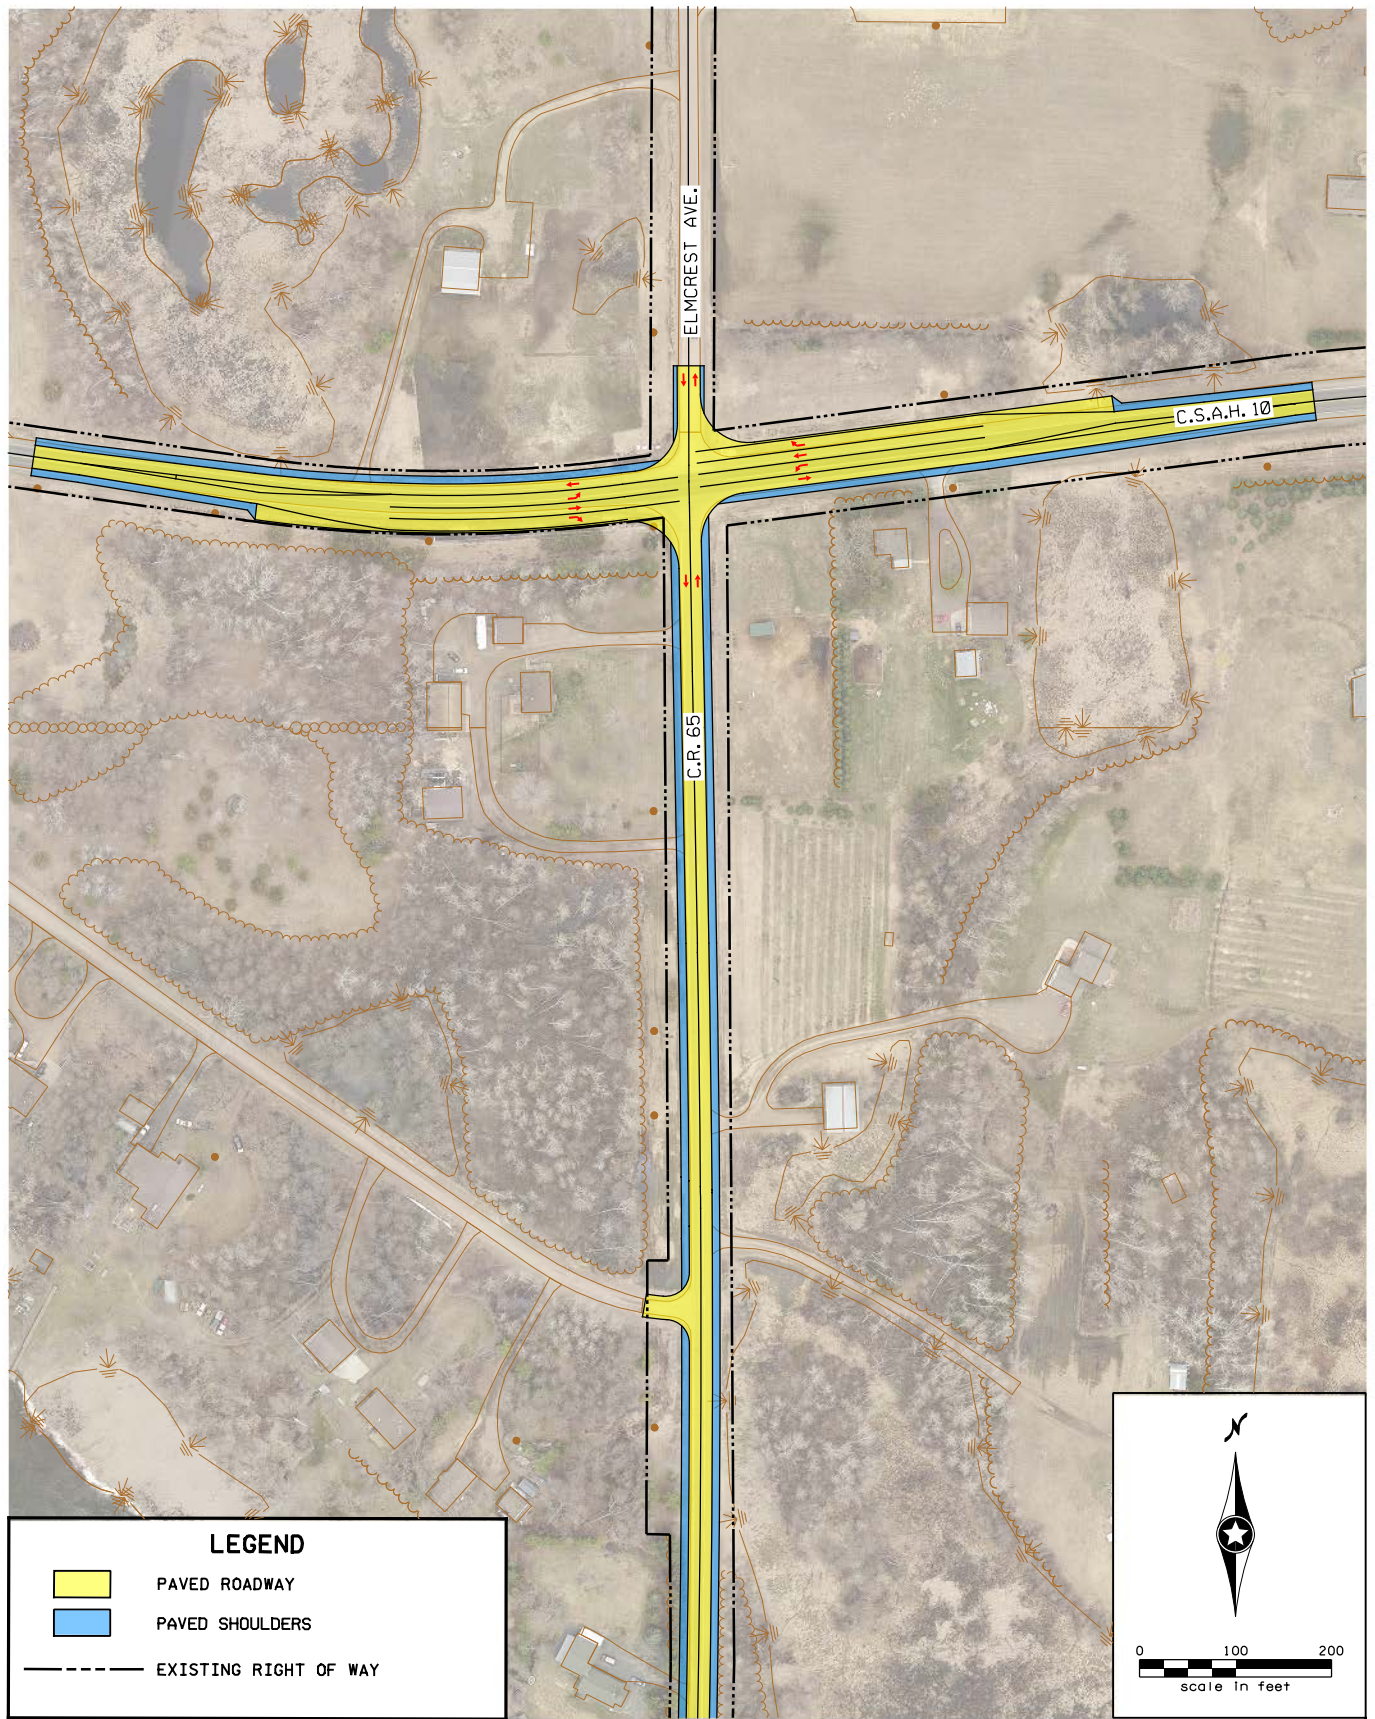 ELMCREST AVE.
C.S.A.H. 10
C.R. 65
N
0 100 200
scale in feet
LEGEND
PAVED ROADWAY
PAVED SHOULDERS
EXISTING RIGHT OF WAY